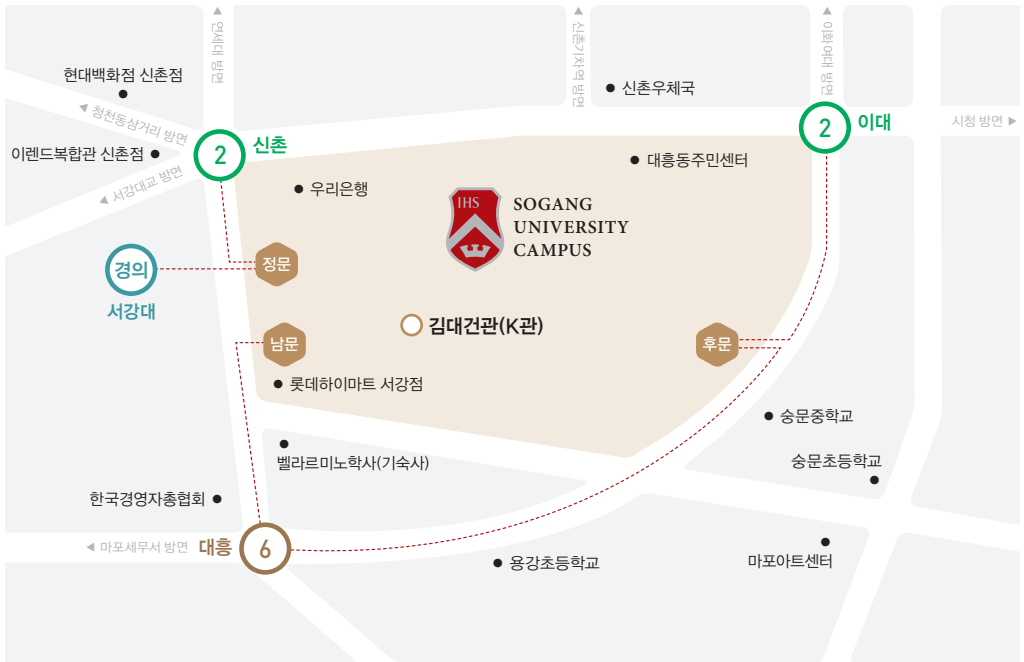 ◀ 연세대 방면
◀ 신촌기차역 방면
◀ 이화여대 방면
현대백화점 신촌점
신촌우체국
◀ 청천동삼거리 방면
2
이대
시청 방면 ▶
이렌드복합관 신촌점
2
신촌
대흥동주민센터
◀ 서강대교 방면
우리은행
IHS
SOGANG
UNIVERSITY
CAMPUS
경의
서강대
정문
김대건관(K관)
남문
후문
롯데하이마트 서강점
숭문중학교
벨라르미노학사(기숙사)
숭문초등학교
한국경영자총협회
◀ 마포세무서 방면
대흥
6
용강초등학교
마포아트센터